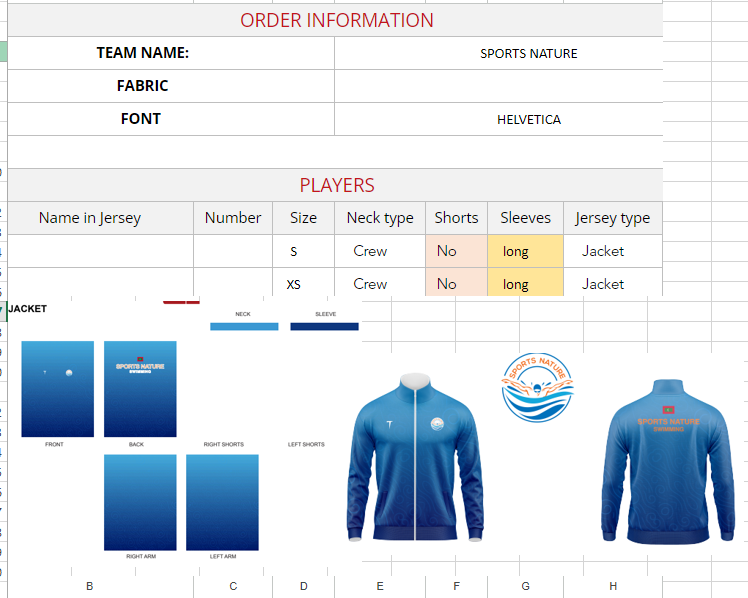 ORDER INFORMATION
TEAM NAME: SPORTS NATURE
FABRIC
FONT HELVETICA
PLAYERS
Name in Jersey Number Size Neck type Shorts Sleeves Jersey type
S Crew No long Jacket
XS Crew No long Jacket
JACKET
NECK SLEEVE
SPORTS NATURE
SWIMMING
FRONT BACK RIGHT SHORTS LEFT SHORTS
RIGHT ARM LEFT ARM
SPORTS NATURE
SPORTS NATURE
SWIMMING
B C D E F G H